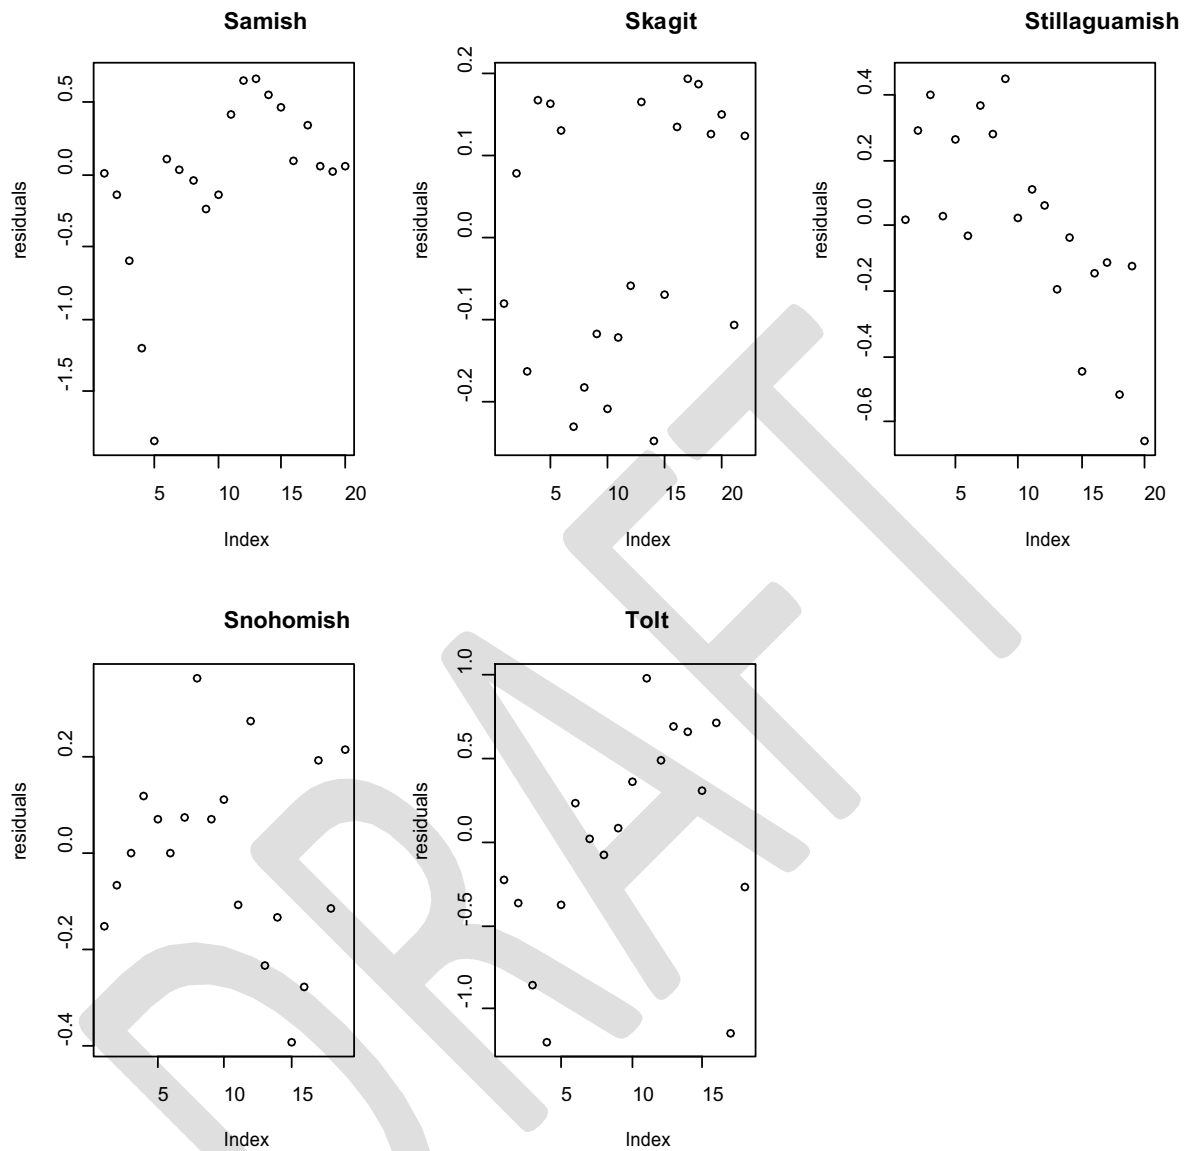 Samish
Skagit
Stillaguamish
residuals
-1.5 -1.0 -0.5 0.0 0.5
5 10 15 20
Index
residuals
-0.2 -0.1 0.0 0.1 0.2
5 10 15 20
Index
residuals
-0.6 -0.4 -0.2 0.0 0.2 0.4
5 10 15 20
Index
Snohomish
Tolt
residuals
-0.4 -0.2 0.0 0.2
5 10 15
Index
residuals
-1.0 -0.5 0.0 0.5 1.0
5 10 15
Index
DRAFT